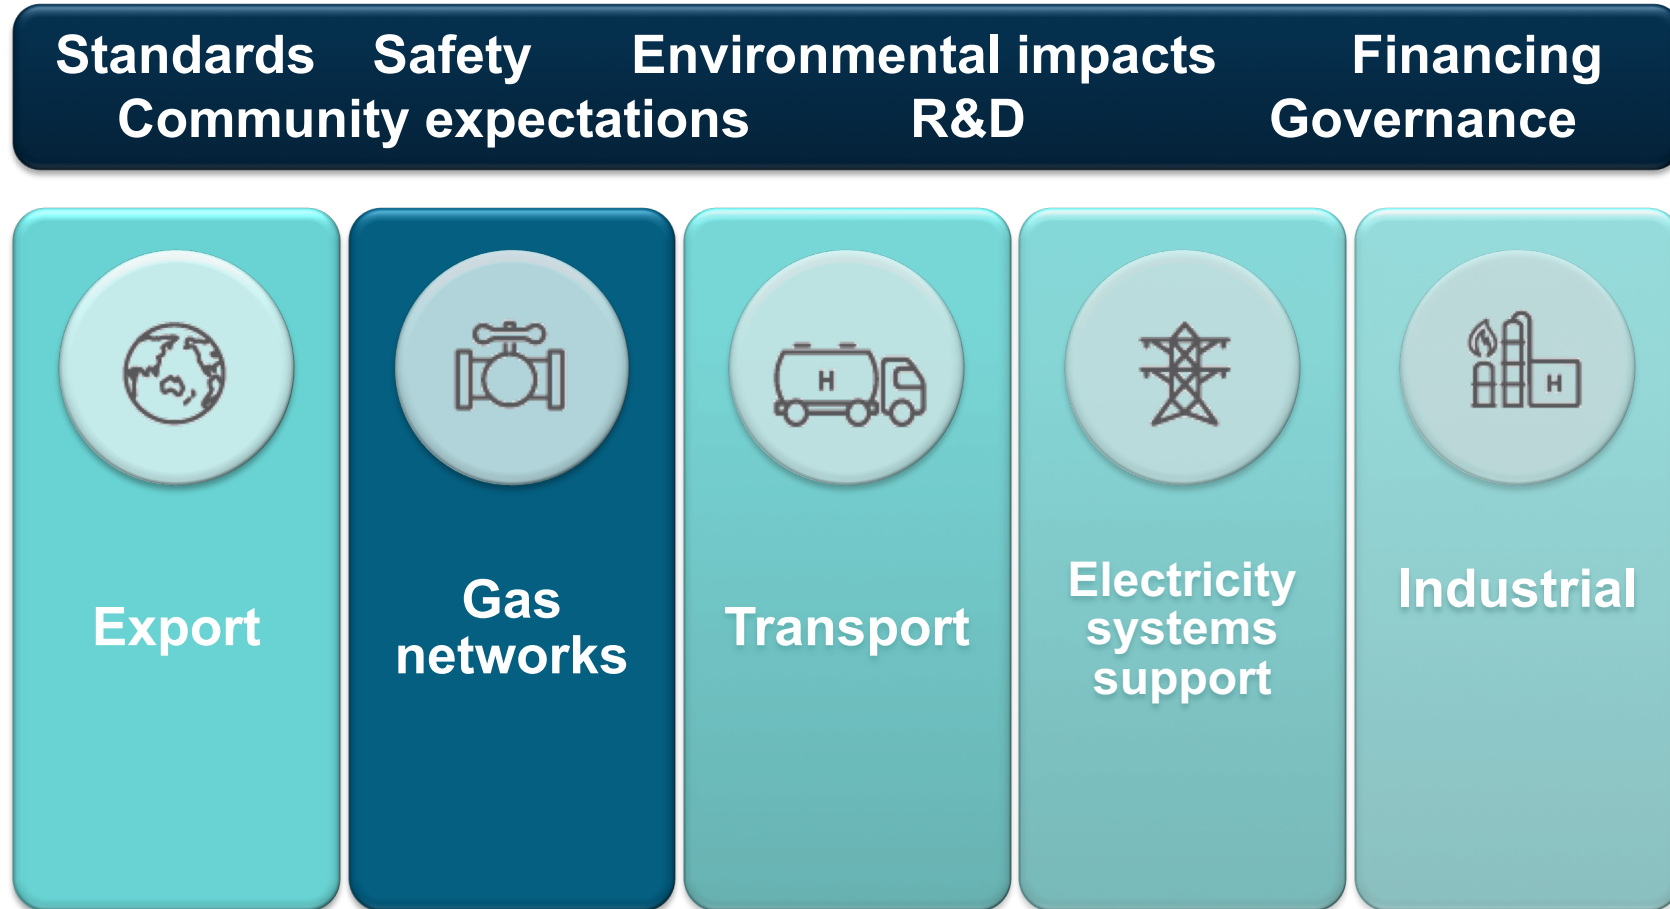 Standards Safety Environmental impacts Financing
Community expectations R&D Governance
Export
Gas
networks
H
Transport
Electricity
systems
support
H
Industrial